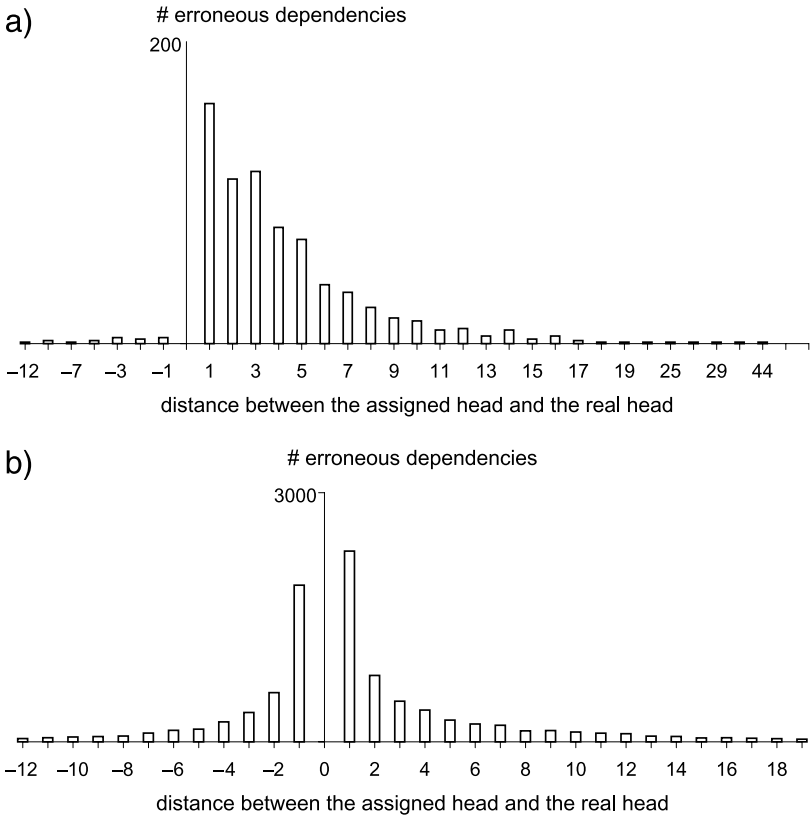 a)
# erroneous dependencies
200
–12 –7 –3 –1 1 3 5 7 9 11 13 15 17 19 25 29 44
distance between the assigned head and the real head
b)
# erroneous dependencies
3000
–12 –10 –8 –6 –4 –2 0 2 4 6 8 10 12 14 16 18
distance between the assigned head and the real head